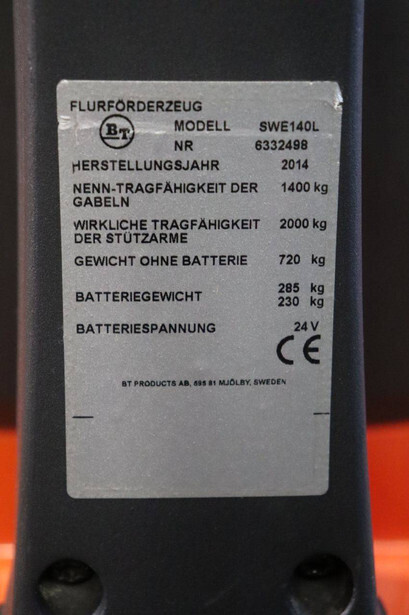 FLURFÖRDERZEUG
BT MODELL SWE140L
NR 6332498
HERSTELLUNGSJAHR 2014
NENN-TRAGFÄHIGKEIT DER 1400 kg
GABELN
WIRKLICHE TRAGFÄHIGKEIT 2000 kg
DER STÜTZARME
GEWICHT OHNE BATTERIE 720 kg
BATTERIEGEWICHT 285 kg
230 kg
BATTERIESPANNUNG 24 V
CE
BT PRODUCTS AB, 595 81 MJÖLBY, SWEDEN